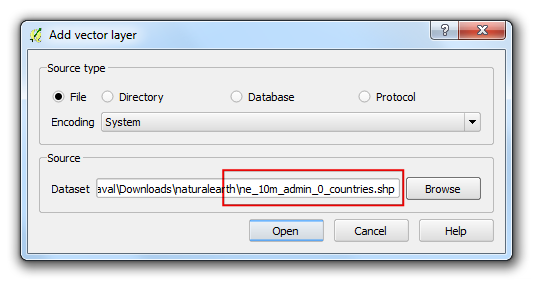 Add vector layer
Source type
File Directory Database Protocol
Encoding System
Source
Dataset aval\Downloads\naturalearth\ne_10m_admin_0_countries.shp Browse
Open Cancel Help